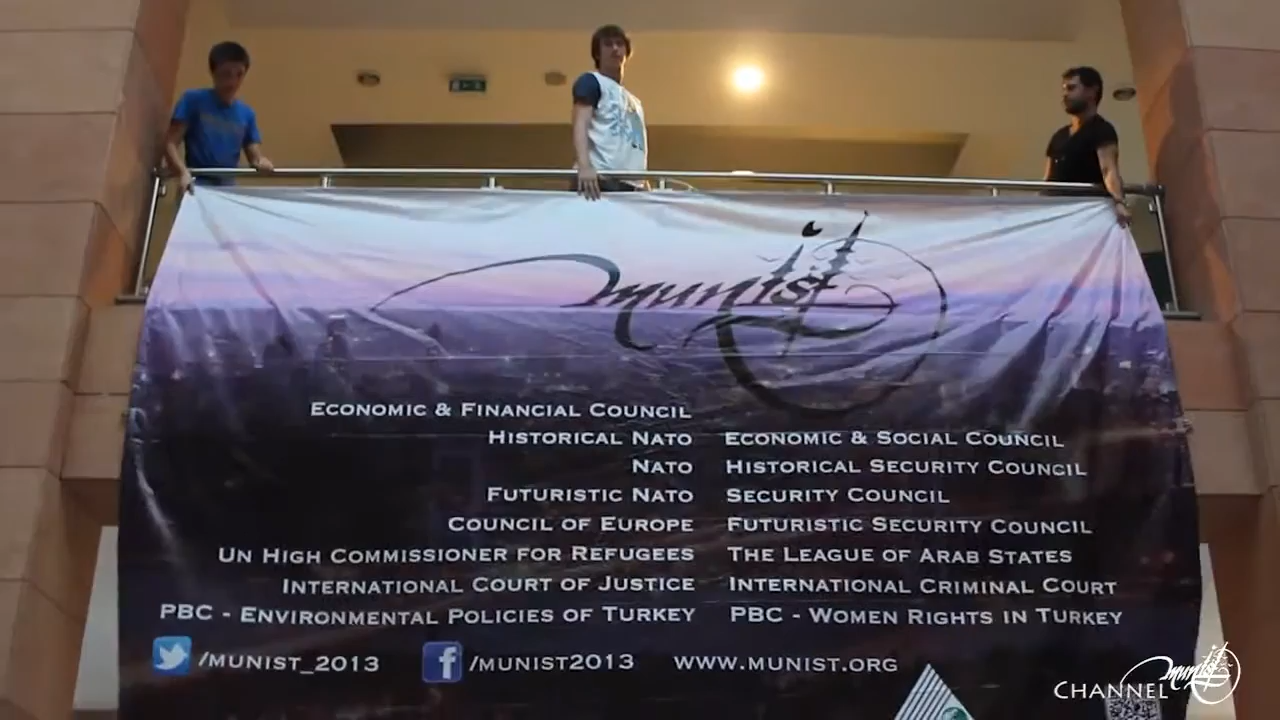 munist
Economic & Financial Council
Historical NATO Economic & Social Council
NATO Historical Security Council
Futuristic NATO Security Council
Council of Europe Futuristic Security Council
Un High Commissioner for Refugees The League of Arab States
International Court of Justice International Criminal Court
PBC - Environmental Policies of Turkey PBC - Women Rights in Turkey
/munist_2013 f /munist2013 www.munist.org
Channel munist